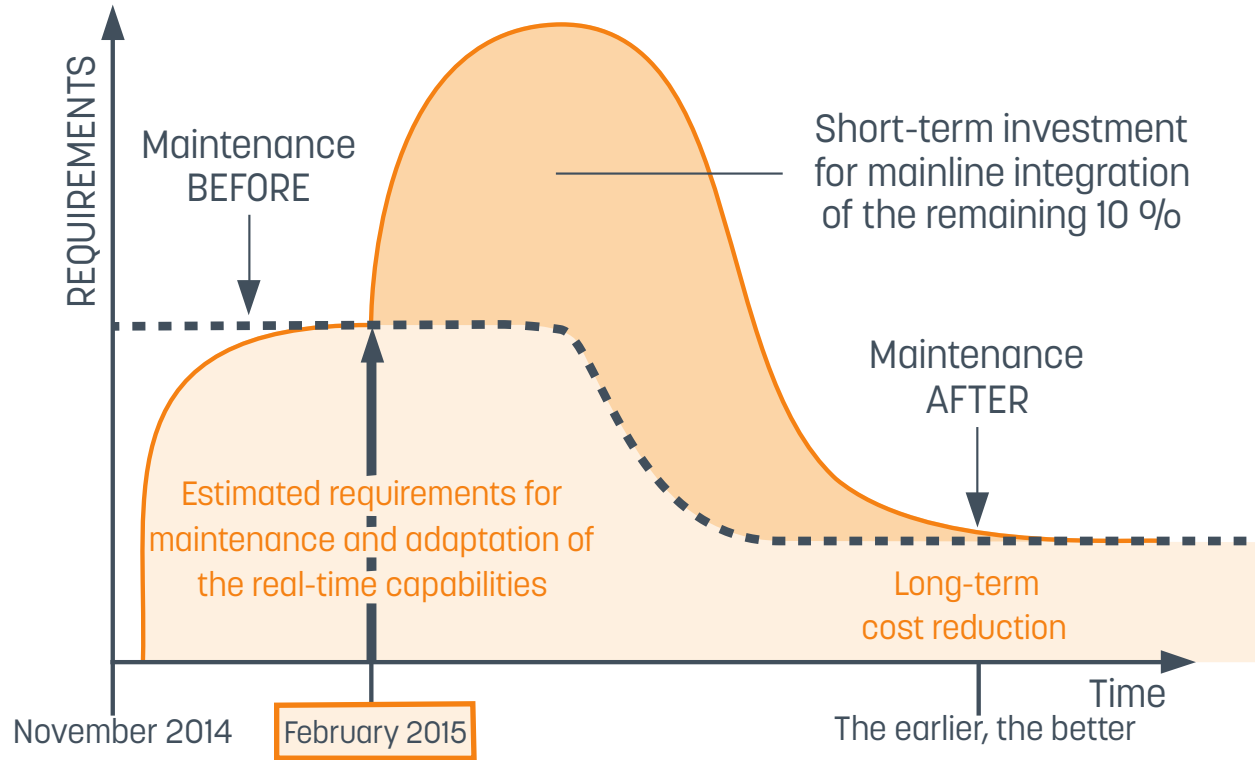 REQUIREMENTS
Maintenance
BEFORE
Short-term investment
for mainline integration
of the remaining 10 %
Maintenance
AFTER
Estimated requirements for
maintenance and adaptation of
the real-time capabilities
Long-term
cost reduction
Time
November 2014
February 2015
The earlier, the better